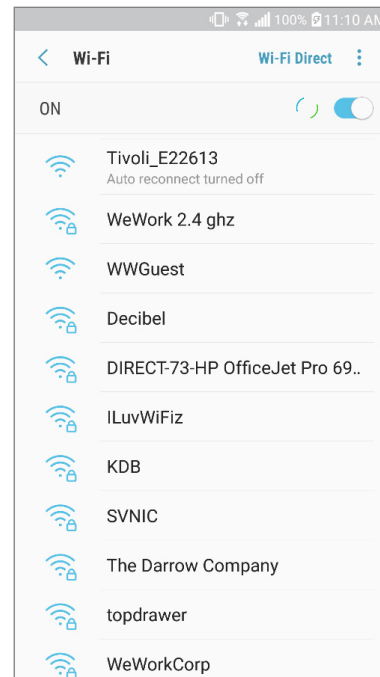 100% 11:10 AM
Wi-Fi
Wi-Fi Direct
ON
Tivoli_E22613
Auto reconnect turned off
WeWork 2.4 ghz
WWGuest
Decibel
DIRECT-73-HP OfficeJet Pro 69..
ILuvWiFiz
KDB
SVNIC
The Darrow Company
topdrawer
WeWorkCorp